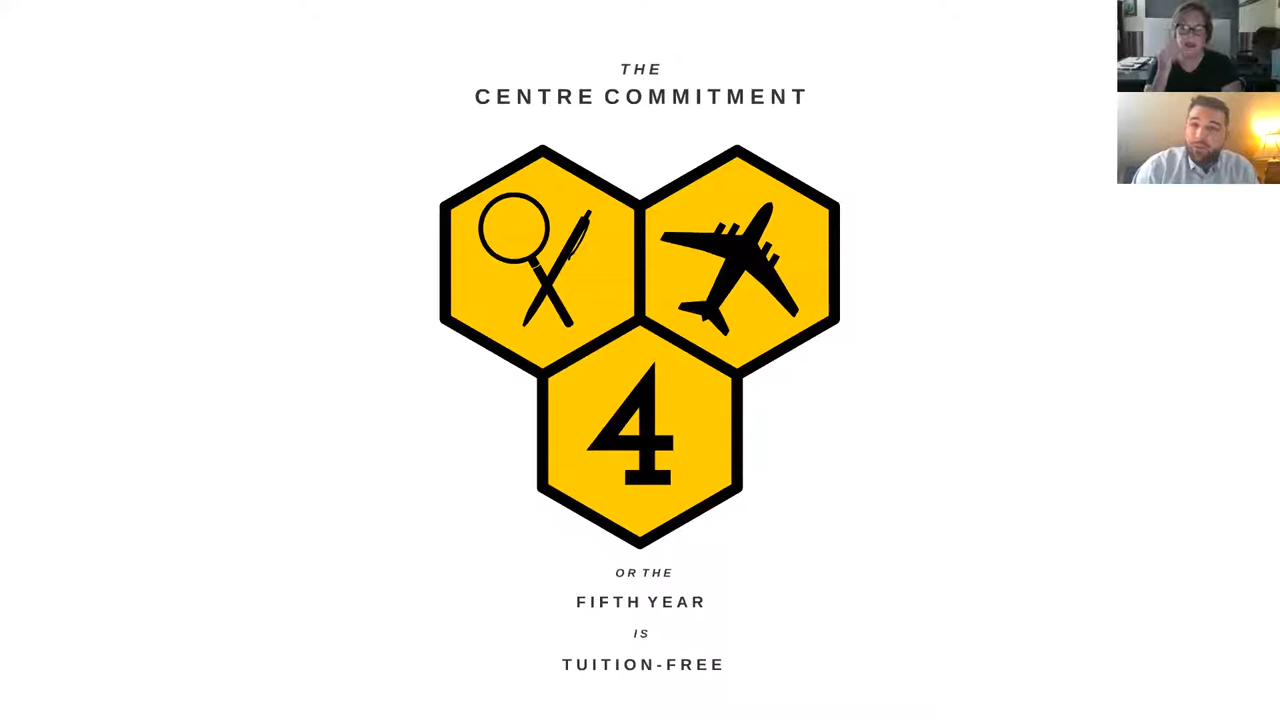 THE
CENTRE COMMITMENT
4
OR THE
FIFTH YEAR
IS
TUITION-FREE